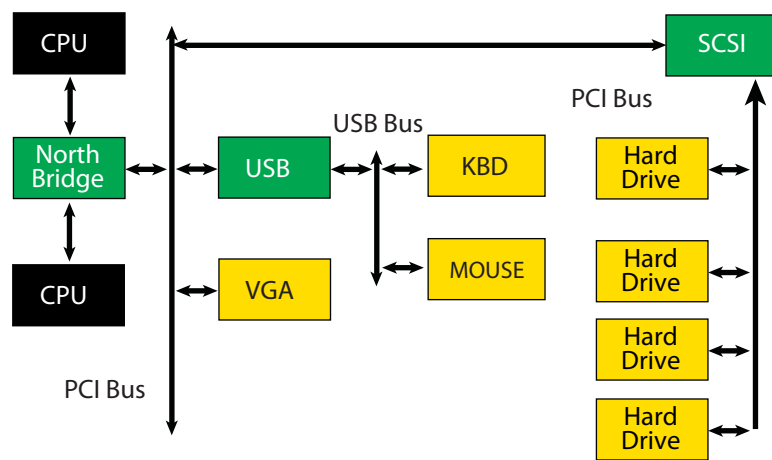 CPU
SCSI
PCI Bus
USB Bus
North
Bridge
USB
KBD
Hard
Drive
CPU
VGA
MOUSE
Hard
Drive
Hard
Drive
PCI Bus
Hard
Drive